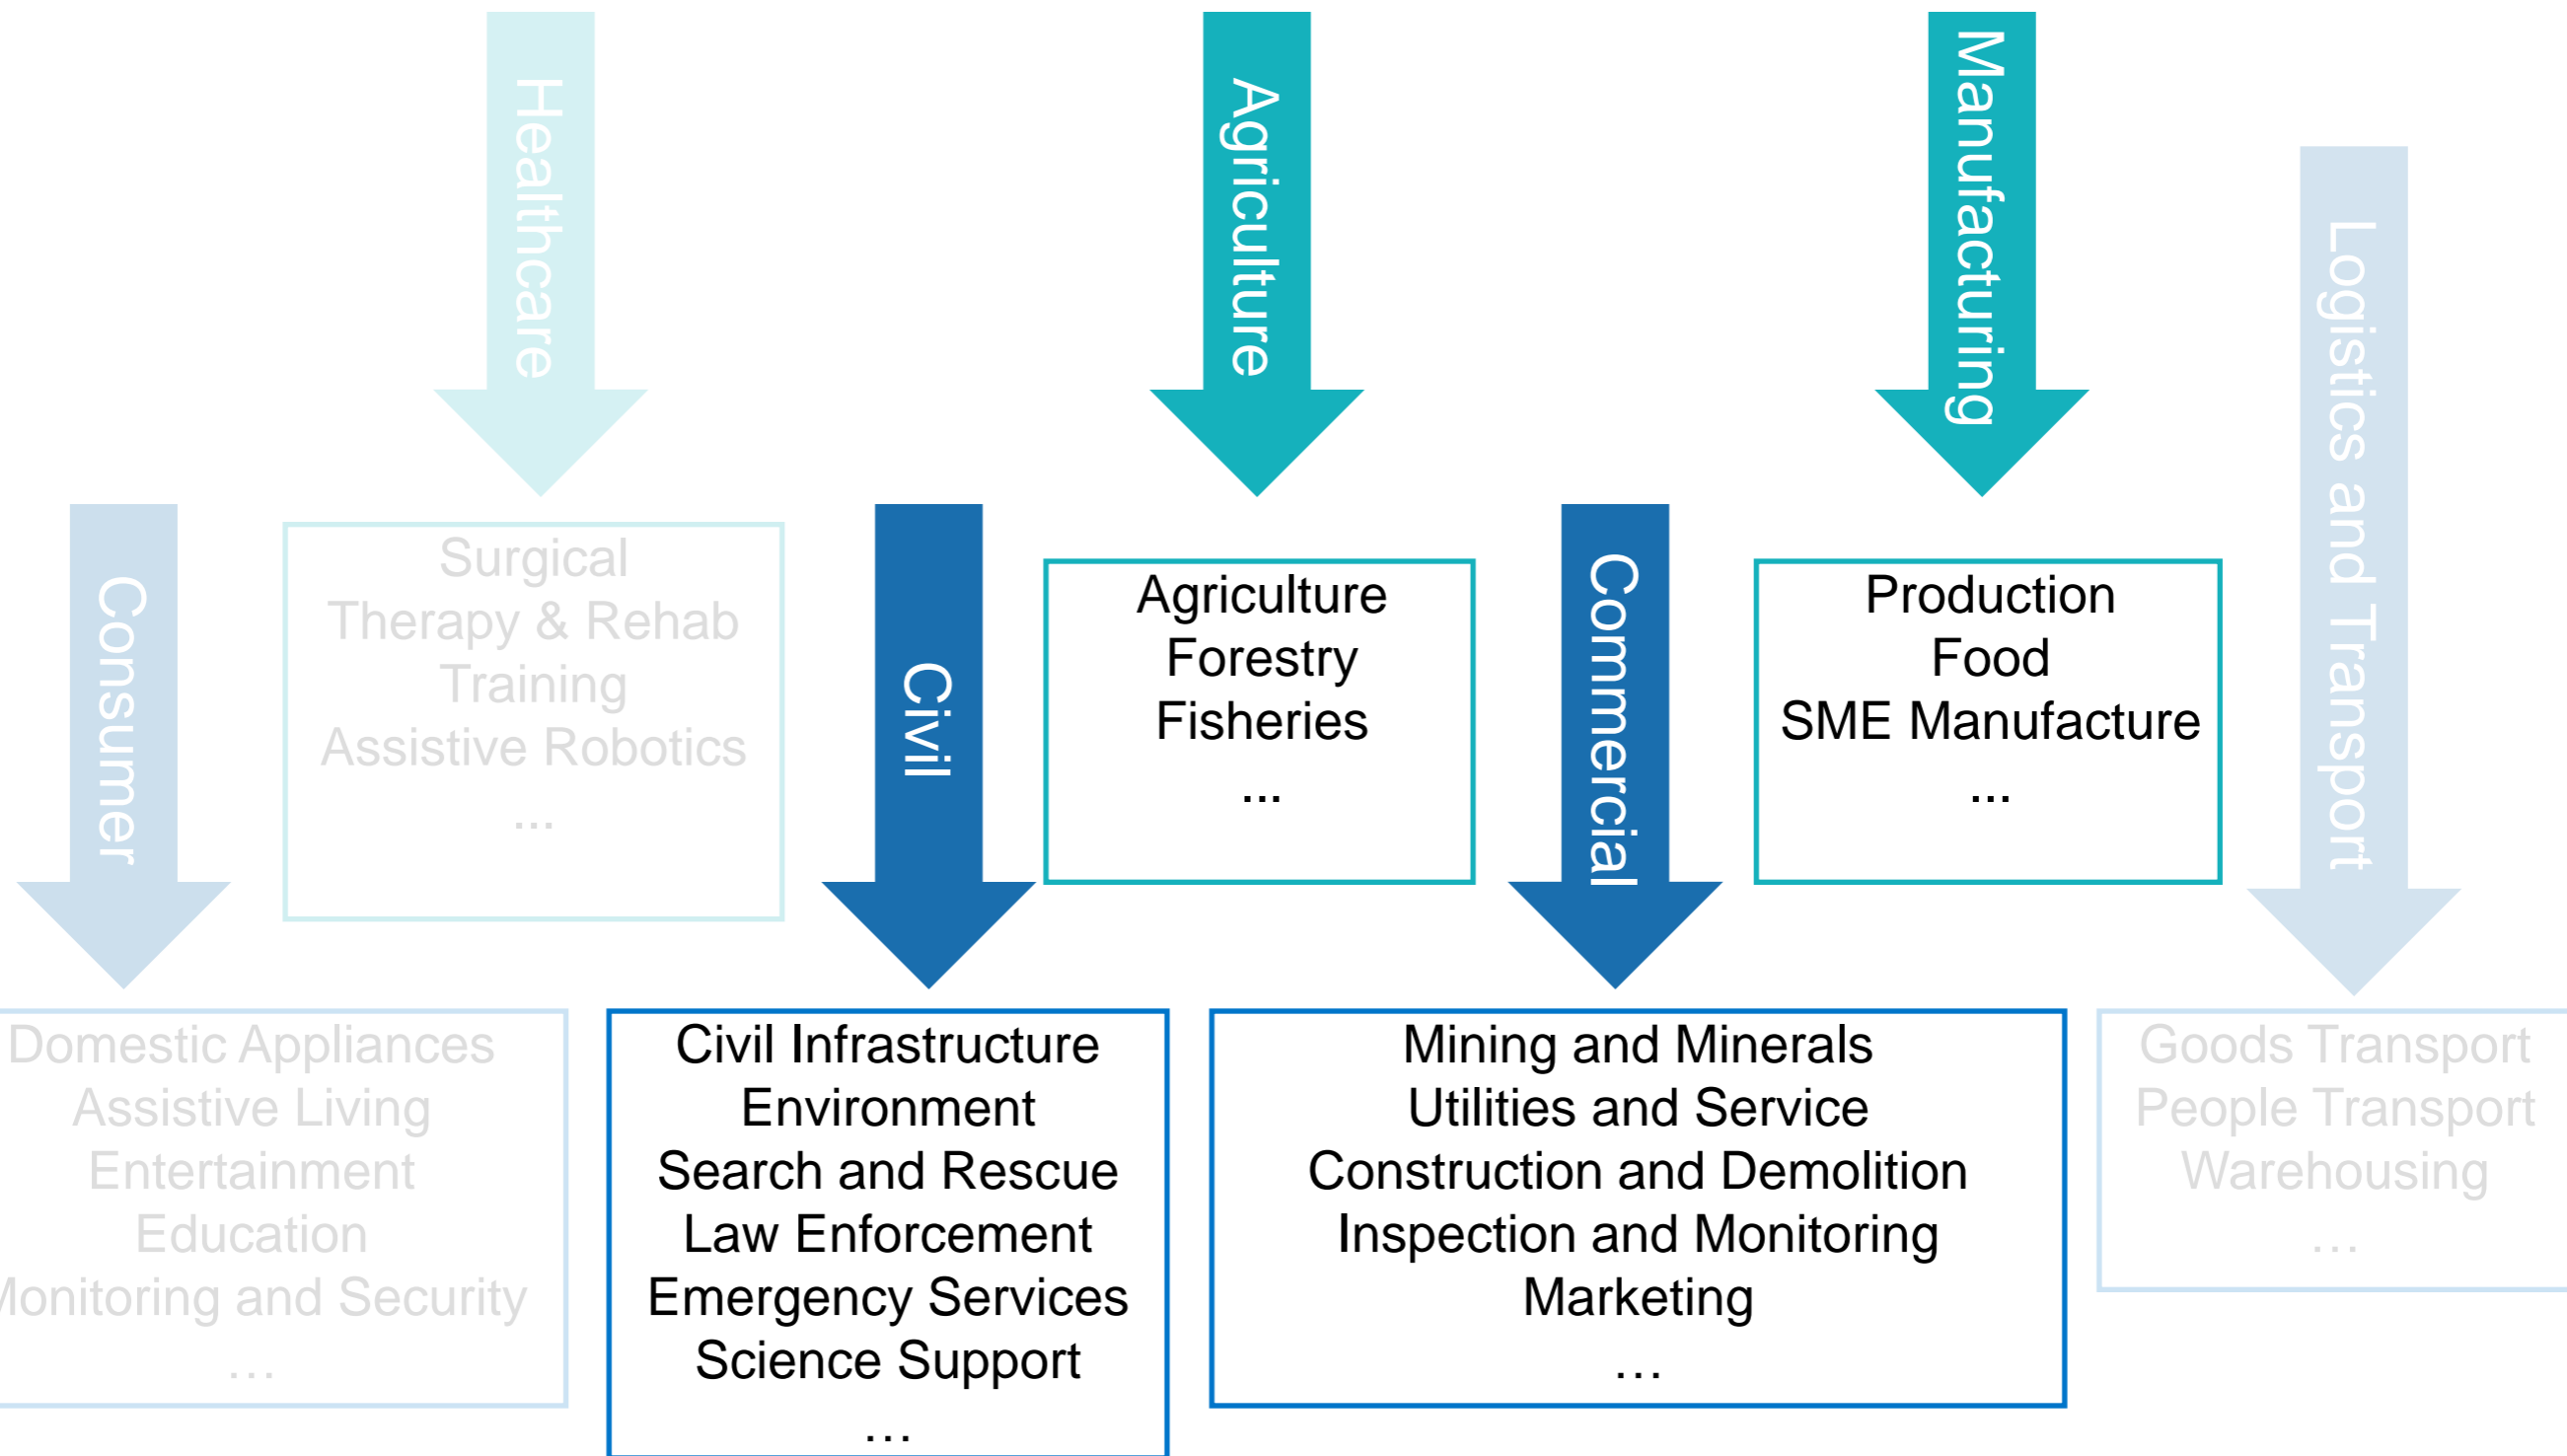 Healthcare
Agriculture
Manufacturing
Logistics and Transport
Consumer
Surgical
Therapy & Rehab
Training
Assistive Robotics
...
Civil
Agriculture
Forestry
Fisheries
...
Commercial
Production
Food
SME Manufacture
...
Domestic Appliances
Assistive Living
Entertainment
Education
Monitoring and Security
…
Civil Infrastructure
Environment
Search and Rescue
Law Enforcement
Emergency Services
Science Support
…
Mining and Minerals
Utilities and Service
Construction and Demolition
Inspection and Monitoring
Marketing
…
Goods Transport
People Transport
Warehousing
…